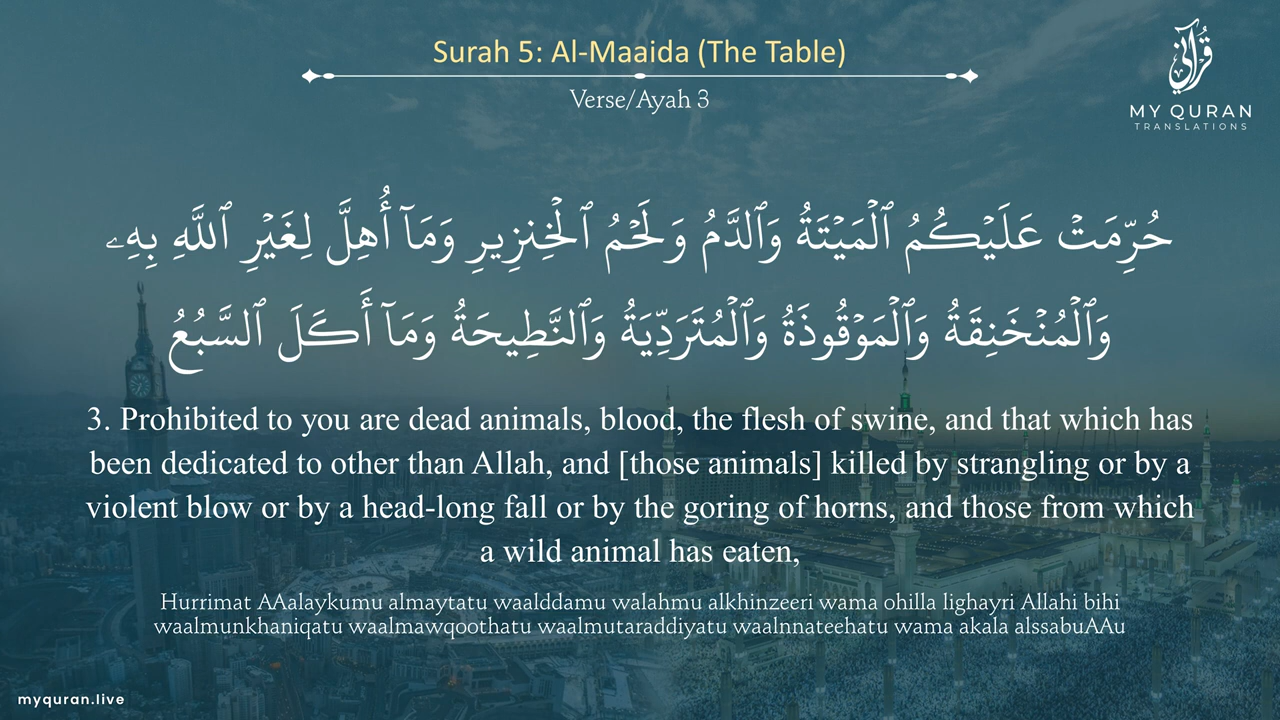 Surah 5: Al-Maaida (The Table)
Verse/Ayah 3
قُرْآنِي
MY QURAN
TRANSLATIONS
حُرِّمَتْ عَلَيْكُمُ ٱلْمَيْتَةُ وَٱلدَّمُ وَلَحْمُ ٱلْخِنزِيرِ وَمَآ أُهِلَّ لِغَيْرِ ٱللَّهِ بِهِۦ
وَٱلْمُنْخَنِقَةُ وَٱلْمَوْقُوذَةُ وَٱلْمُتَرَدِّيَةُ وَٱلنَّطِيحَةُ وَمَآ أَكَلَ ٱلسَّبُعُ
3. Prohibited to you are dead animals, blood, the flesh of swine, and that which has
been dedicated to other than Allah, and [those animals] killed by strangling or by a
violent blow or by a head-long fall or by the goring of horns, and those from which
a wild animal has eaten,
Hurrimat AAalaykumu almaytatu waalddamu walahmu alkhinzeeri wama ohilla lighayri Allahi bihi
waalmunkhaniqatu waalmawqoothatu waalmutaraddiyatu waalnnateehatu wama akala alssabuAAu
myquran.live